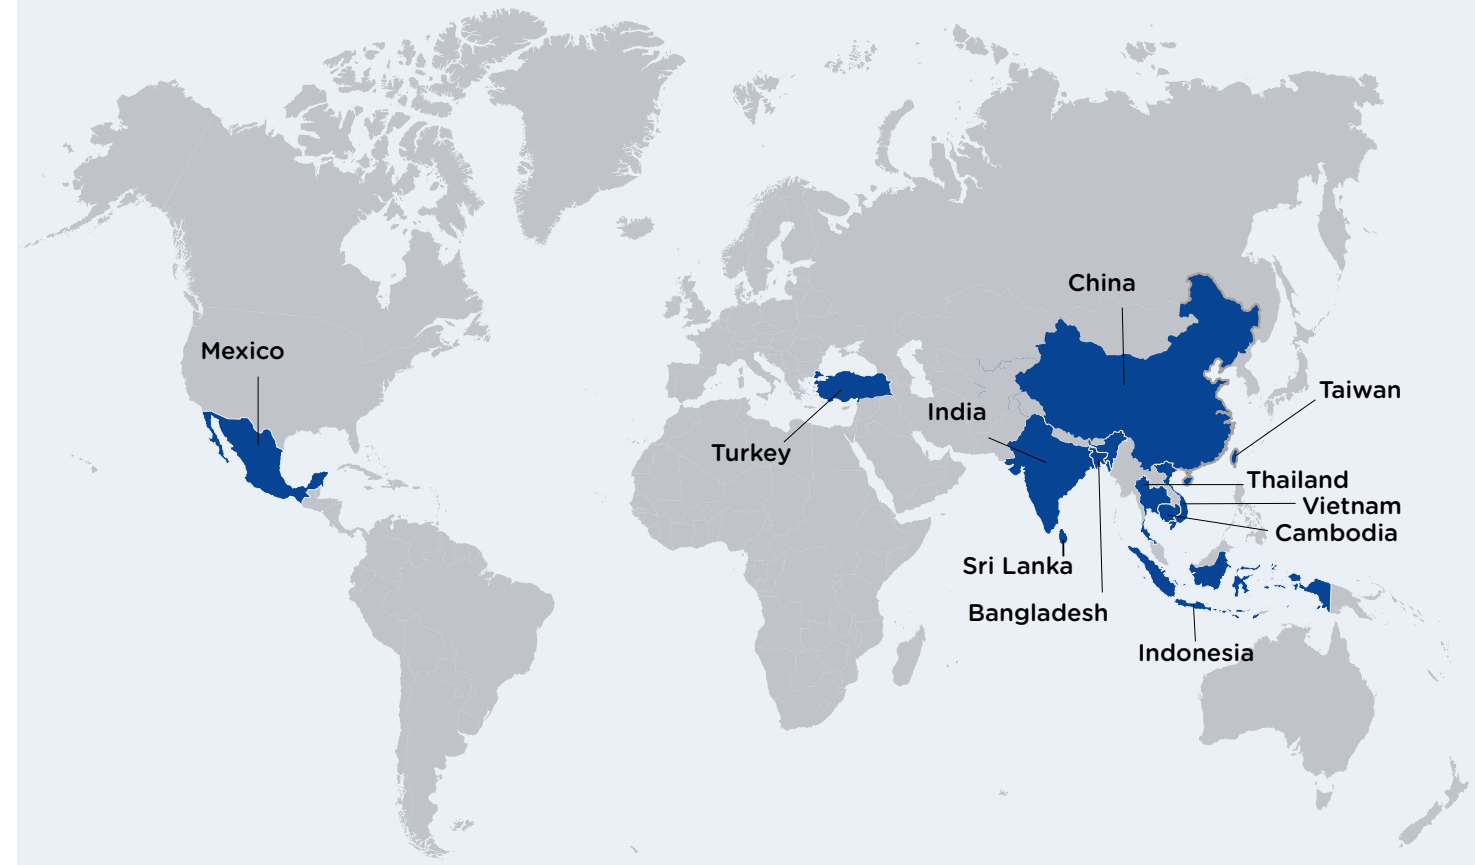 China
Mexico
Taiwan
India
Turkey
Thailand
Vietnam
Cambodia
Sri Lanka
Bangladesh
Indonesia